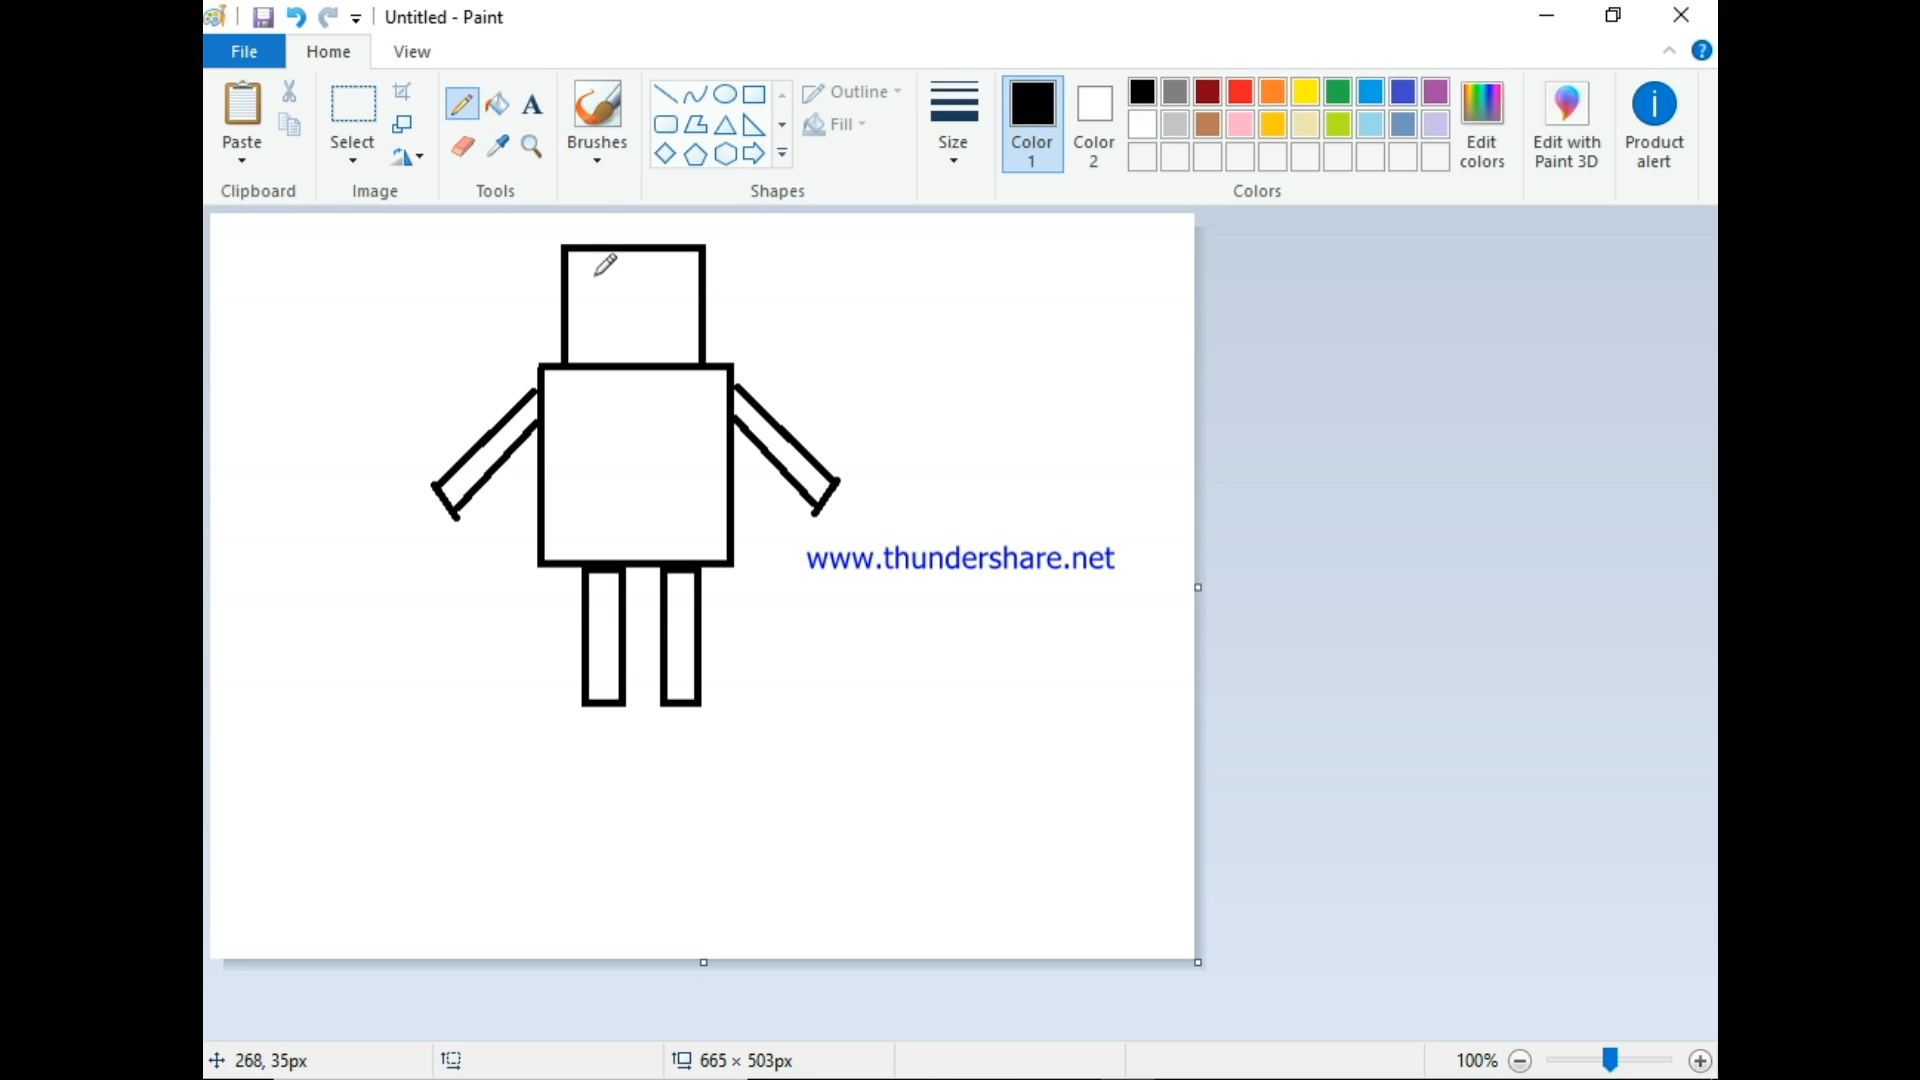 Untitled - Paint
File Home View
Outline
Fill
Paste
Select
Brushes
Size
Color 1
Color 2
Edit colors
Edit with Paint 3D
Product alert
Clipboard
Image
Tools
Shapes
Colors
www.thundershare.net
268, 35px
665 × 503px
100%